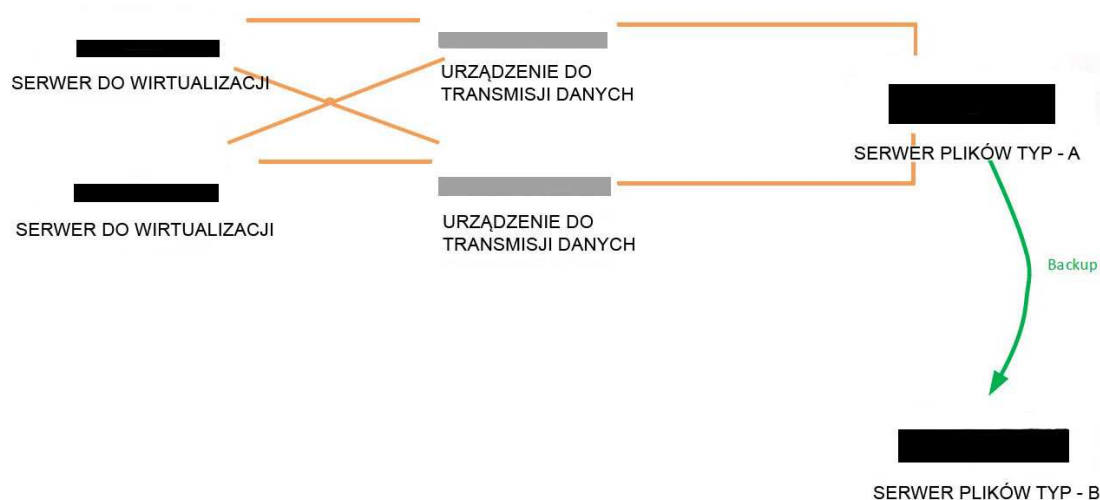 SERWER DO WIRTUALIZACJI
URZĄDZENIE DO
TRANSMISJI DANYCH
SERWER PLIKÓW TYP - A
SERWER DO WIRTUALIZACJI
URZĄDZENIE DO
TRANSMISJI DANYCH
Backup
SERWER PLIKÓW TYP - B